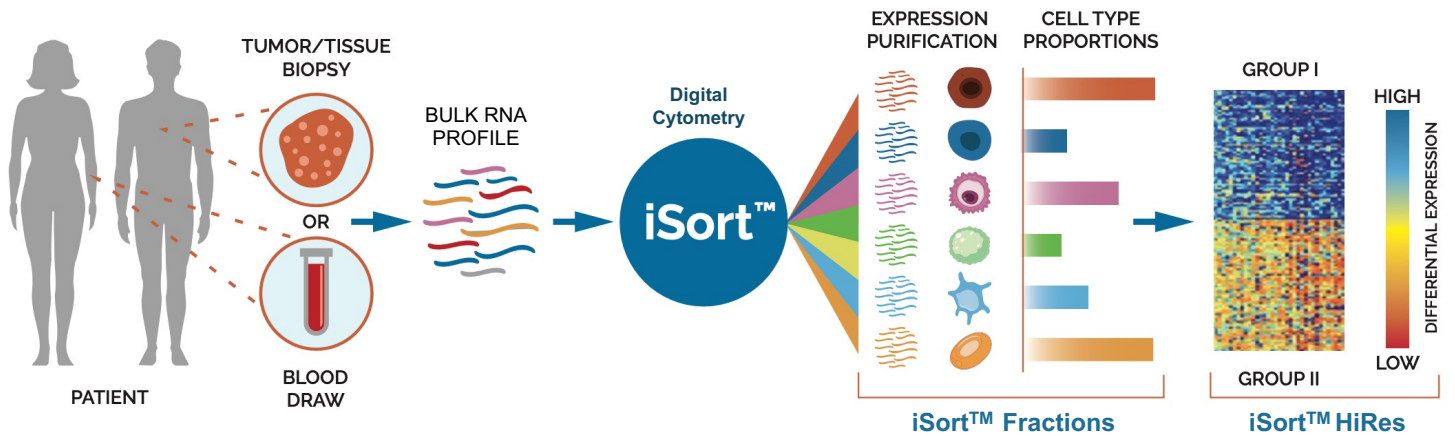 TUMOR/TISSUE
BIOPSY
OR
BLOOD
DRAW
PATIENT
BULK RNA
PROFILE
Digital
Cytometry
iSort™
EXPRESSION
PURIFICATION
CELL TYPE
PROPORTIONS
iSort™ Fractions
GROUP I
GROUP II
HIGH
LOW
DIFFERENTIAL EXPRESSION
iSort™ HiRes